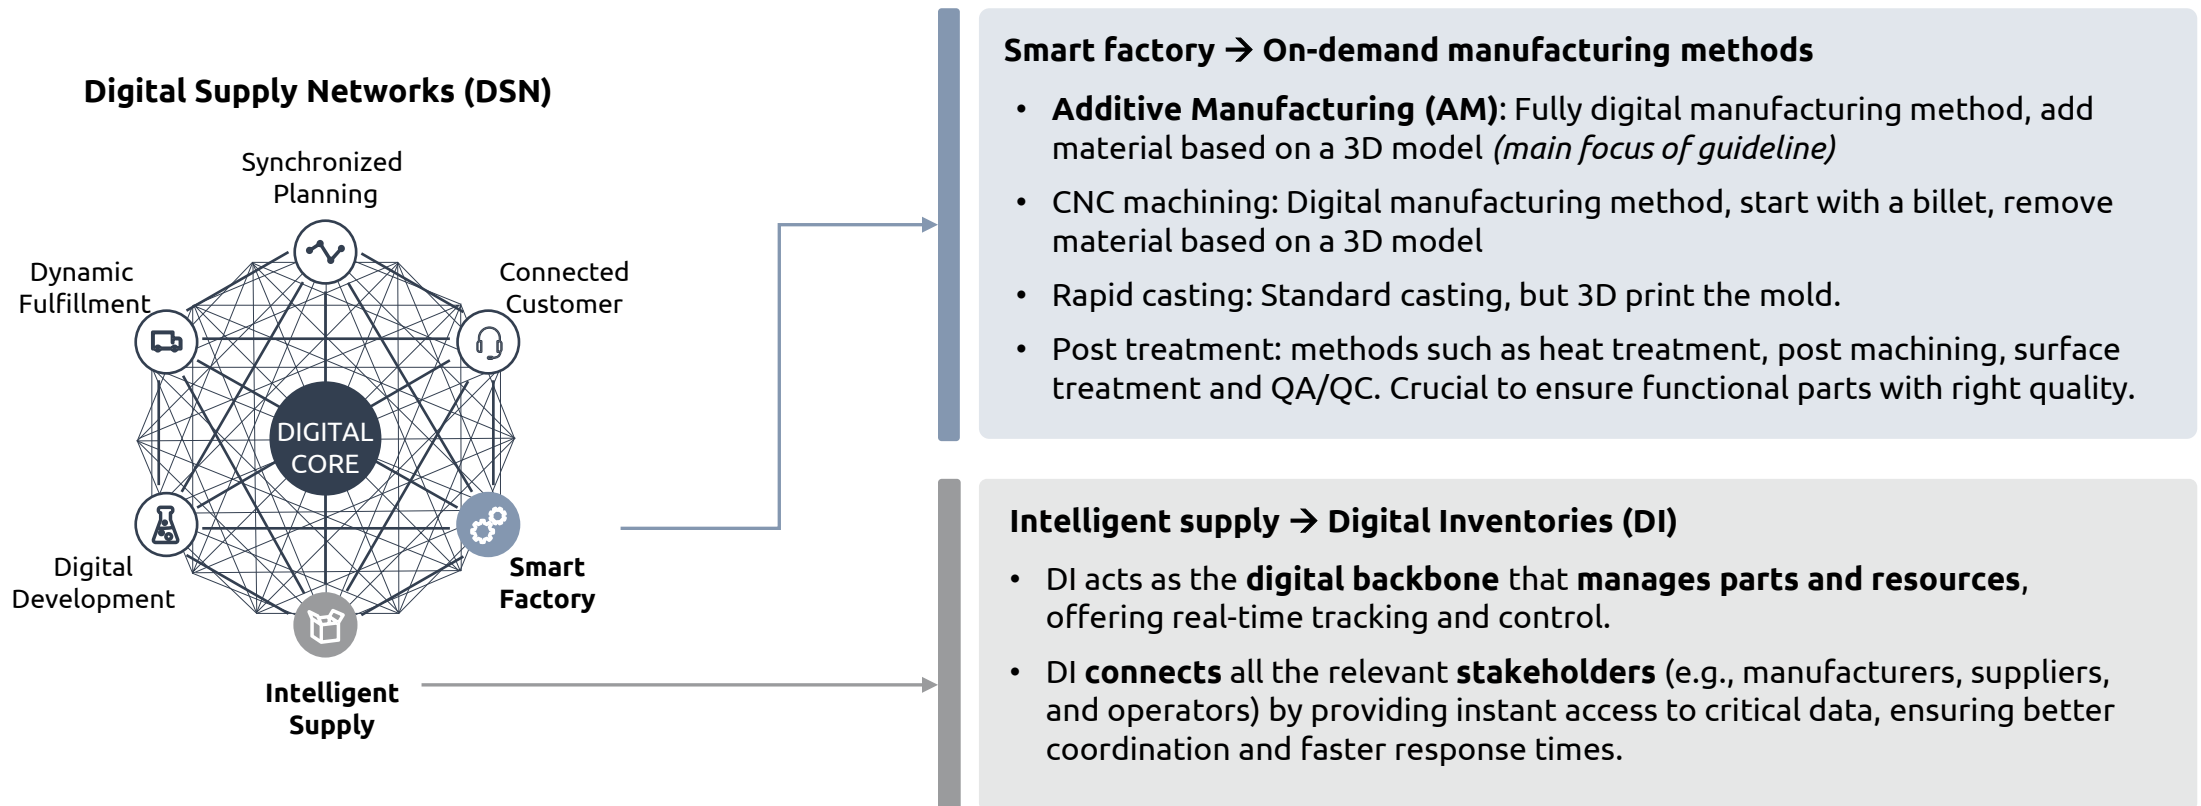 Digital Supply Networks (DSN)
Synchronized
Planning
Dynamic
Fulfillment
Connected
Customer
DIGITAL
CORE
Digital
Development
Smart
Factory
Intelligent
Supply
Smart factory → On-demand manufacturing methods
• Additive Manufacturing (AM): Fully digital manufacturing method, add
material based on a 3D model (main focus of guideline)
• CNC machining: Digital manufacturing method, start with a billet, remove
material based on a 3D model
• Rapid casting: Standard casting, but 3D print the mold.
• Post treatment: methods such as heat treatment, post machining, surface
treatment and QA/QC. Crucial to ensure functional parts with right quality.
Intelligent supply → Digital Inventories (DI)
• DI acts as the digital backbone that manages parts and resources,
offering real-time tracking and control.
• DI connects all the relevant stakeholders (e.g., manufacturers, suppliers,
and operators) by providing instant access to critical data, ensuring better
coordination and faster response times.